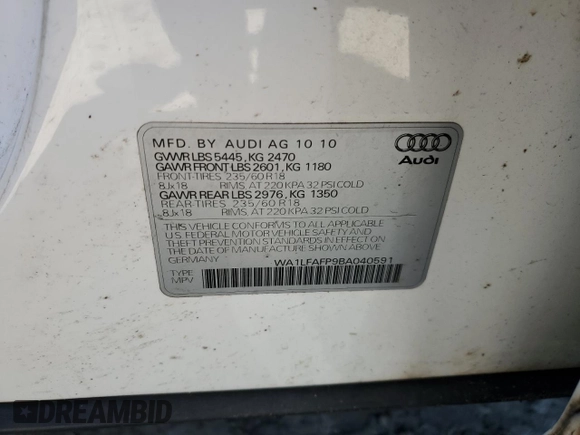 MFD. BY AUDI AG 10 10
GVWR LBS 5445, KG 2470
GAWR FRONT LBS 2601, KG 1180
FRONT-TIRES 235/60 R18
8Jx18 RIMS, AT 220 KPA 32 PSI COLD
GAWR REAR LBS 2976, KG 1350
REAR-TIRES 235/60 R18
8Jx18 RIMS, AT 220 KPA 32 PSI COLD
THIS VEHICLE CONFORMS TO ALL APPLICABLE
U.S. FEDERAL MOTOR VEHICLE SAFETY AND
THEFT PREVENTION STANDARDS IN EFFECT ON
THE DATE OF MANUFACTURE SHOWN ABOVE.
GERMANY WA1LFAFP9BA040591
TYPE
MPV
Audi
DREAMBID